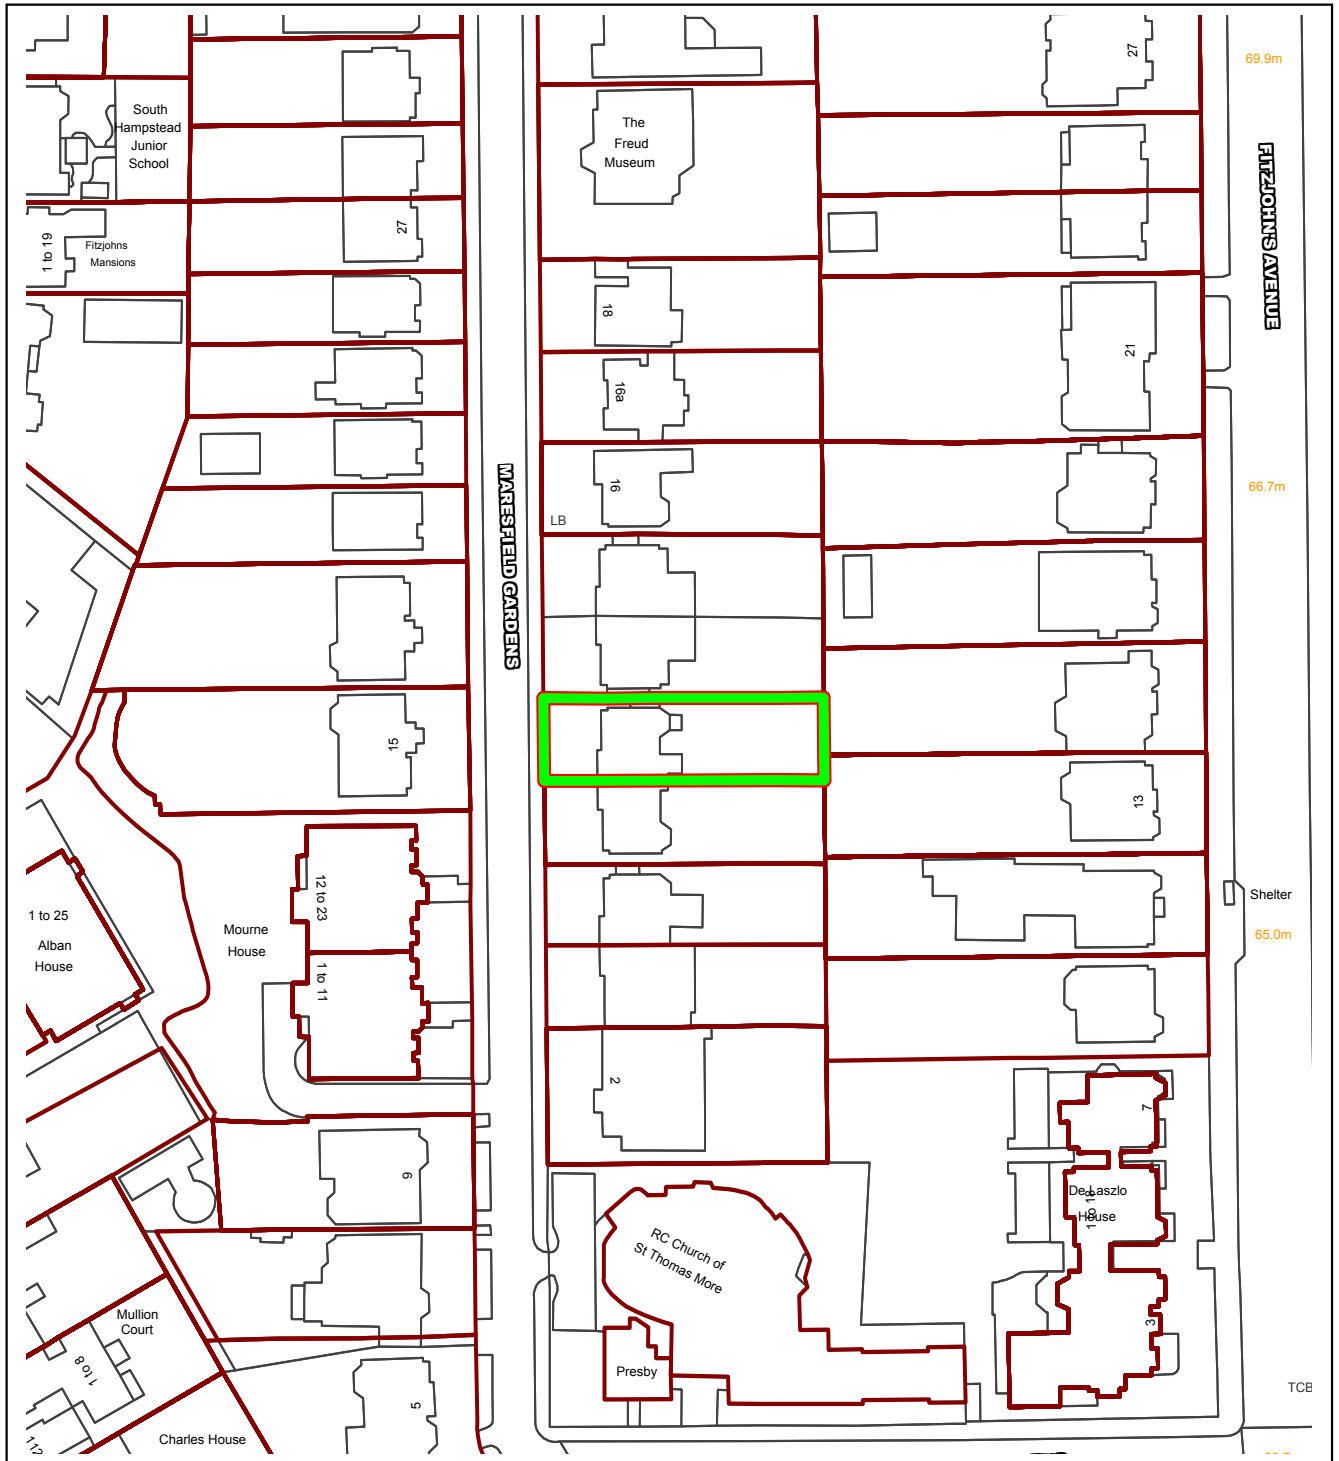 27
69.9m
South
Hampstead
Junior
School
The
Freud
Museum
FITZJOHN'S AVENUE
27
1 to 19
Fitzjohns
Mansions
18
21
16a
16
66.7m
LB
MARESFIELD GARDENS
15
13
12 to 23
Shelter
1 to 25
Alban
House
Mourne
House
65.0m
1 to 11
2
7
9
De Laszlo
House
RC Church of
St Thomas More
Mullion
Court
3
1 to 8
Presby
TCB
5
Charles House
112